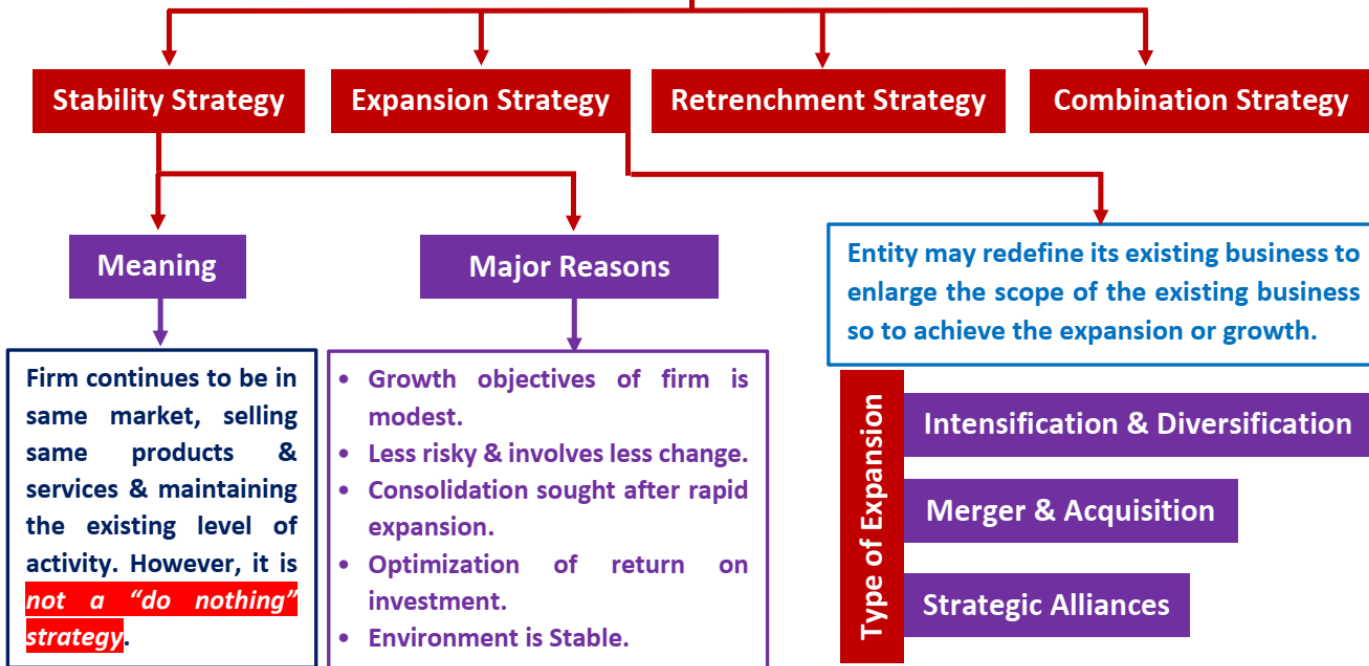 Stability Strategy
Expansion Strategy
Retrenchment Strategy
Combination Strategy
Meaning
Major Reasons
Firm continues to be in
same market, selling
same products &
services & maintaining
the existing level of
activity. However, it is
not a “do nothing”
strategy.
• Growth objectives of firm is
modest.
• Less risky & involves less change.
• Consolidation sought after rapid
expansion.
• Optimization of return on
investment.
• Environment is Stable.
Entity may redefine its existing business to
enlarge the scope of the existing business
so to achieve the expansion or growth.
Type of Expansion
Intensification & Diversification
Merger & Acquisition
Strategic Alliances